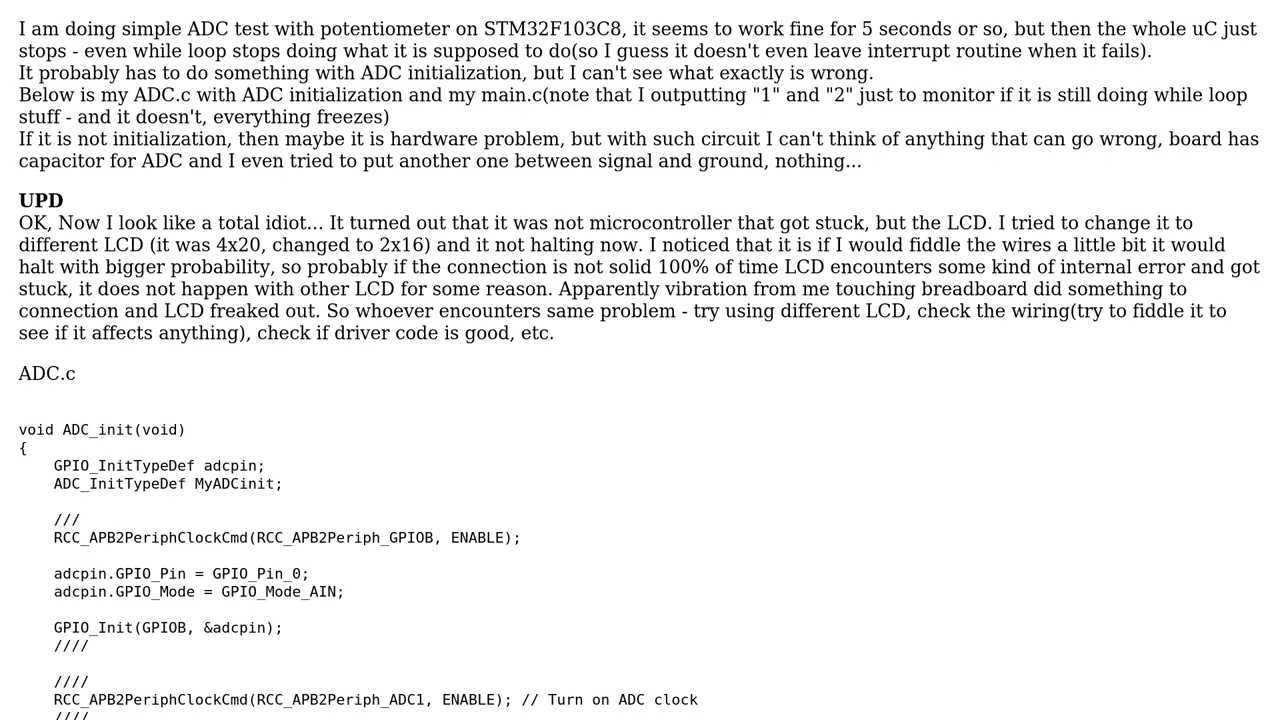 I am doing simple ADC test with potentiometer on STM32F103C8, it seems to work fine for 5 seconds or so, but then the whole uC just
stops - even while loop stops doing what it is supposed to do(so I guess it doesn't even leave interrupt routine when it fails).
It probably has to do something with ADC initialization, but I can't see what exactly is wrong.
Below is my ADC.c with ADC initialization and my main.c(note that I outputting "1" and "2" just to monitor if it is still doing while loop
stuff - and it doesn't, everything freezes)
If it is not initialization, then maybe it is hardware problem, but with such circuit I can't think of anything that can go wrong, board has
capacitor for ADC and I even tried to put another one between signal and ground, nothing...
UPD
OK, Now I look like a total idiot... It turned out that it was not microcontroller that got stuck, but the LCD. I tried to change it to
different LCD (it was 4x20, changed to 2x16) and it not halting now. I noticed that it is if I would fiddle the wires a little bit it would
halt with bigger probability, so probably if the connection is not solid 100% of time LCD encounters some kind of internal error and got
stuck, it does not happen with other LCD for some reason. Apparently vibration from me touching breadboard did something to
connection and LCD freaked out. So whoever encounters same problem - try using different LCD, check the wiring(try to fiddle it to
see if it affects anything), check if driver code is good, etc.
ADC.c
void ADC_init(void)
{
    GPIO_InitTypeDef adcpin;
    ADC_InitTypeDef MyADCinit;
    ///
    RCC_APB2PeriphClockCmd(RCC_APB2Periph_GPIOB, ENABLE);
    adcpin.GPIO_Pin = GPIO_Pin_0;
    adcpin.GPIO_Mode = GPIO_Mode_AIN;
    GPIO_Init(GPIOB, &adcpin);
    ////
    ////
    RCC_APB2PeriphClockCmd(RCC_APB2Periph_ADC1, ENABLE); // Turn on ADC clock
    ////